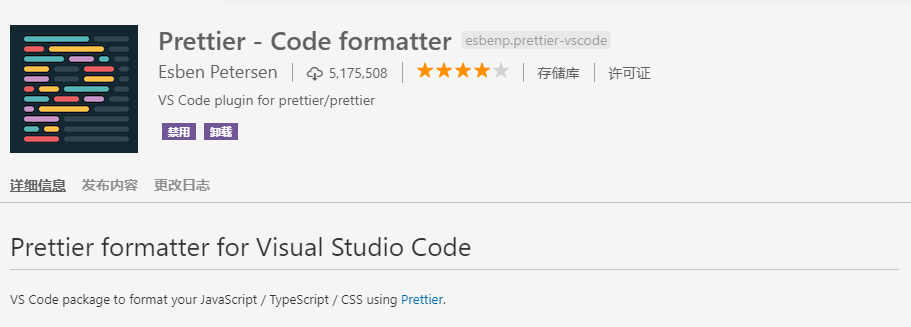 Prettier - Code formatter esbenp.prettier-vscode
Esben Petersen 5,175,508 存储库 许可证
VS Code plugin for prettier/prettier
禁用 卸载
详细信息 发布内容 更改日志
Prettier formatter for Visual Studio Code
VS Code package to format your JavaScript / TypeScript / CSS using Prettier.